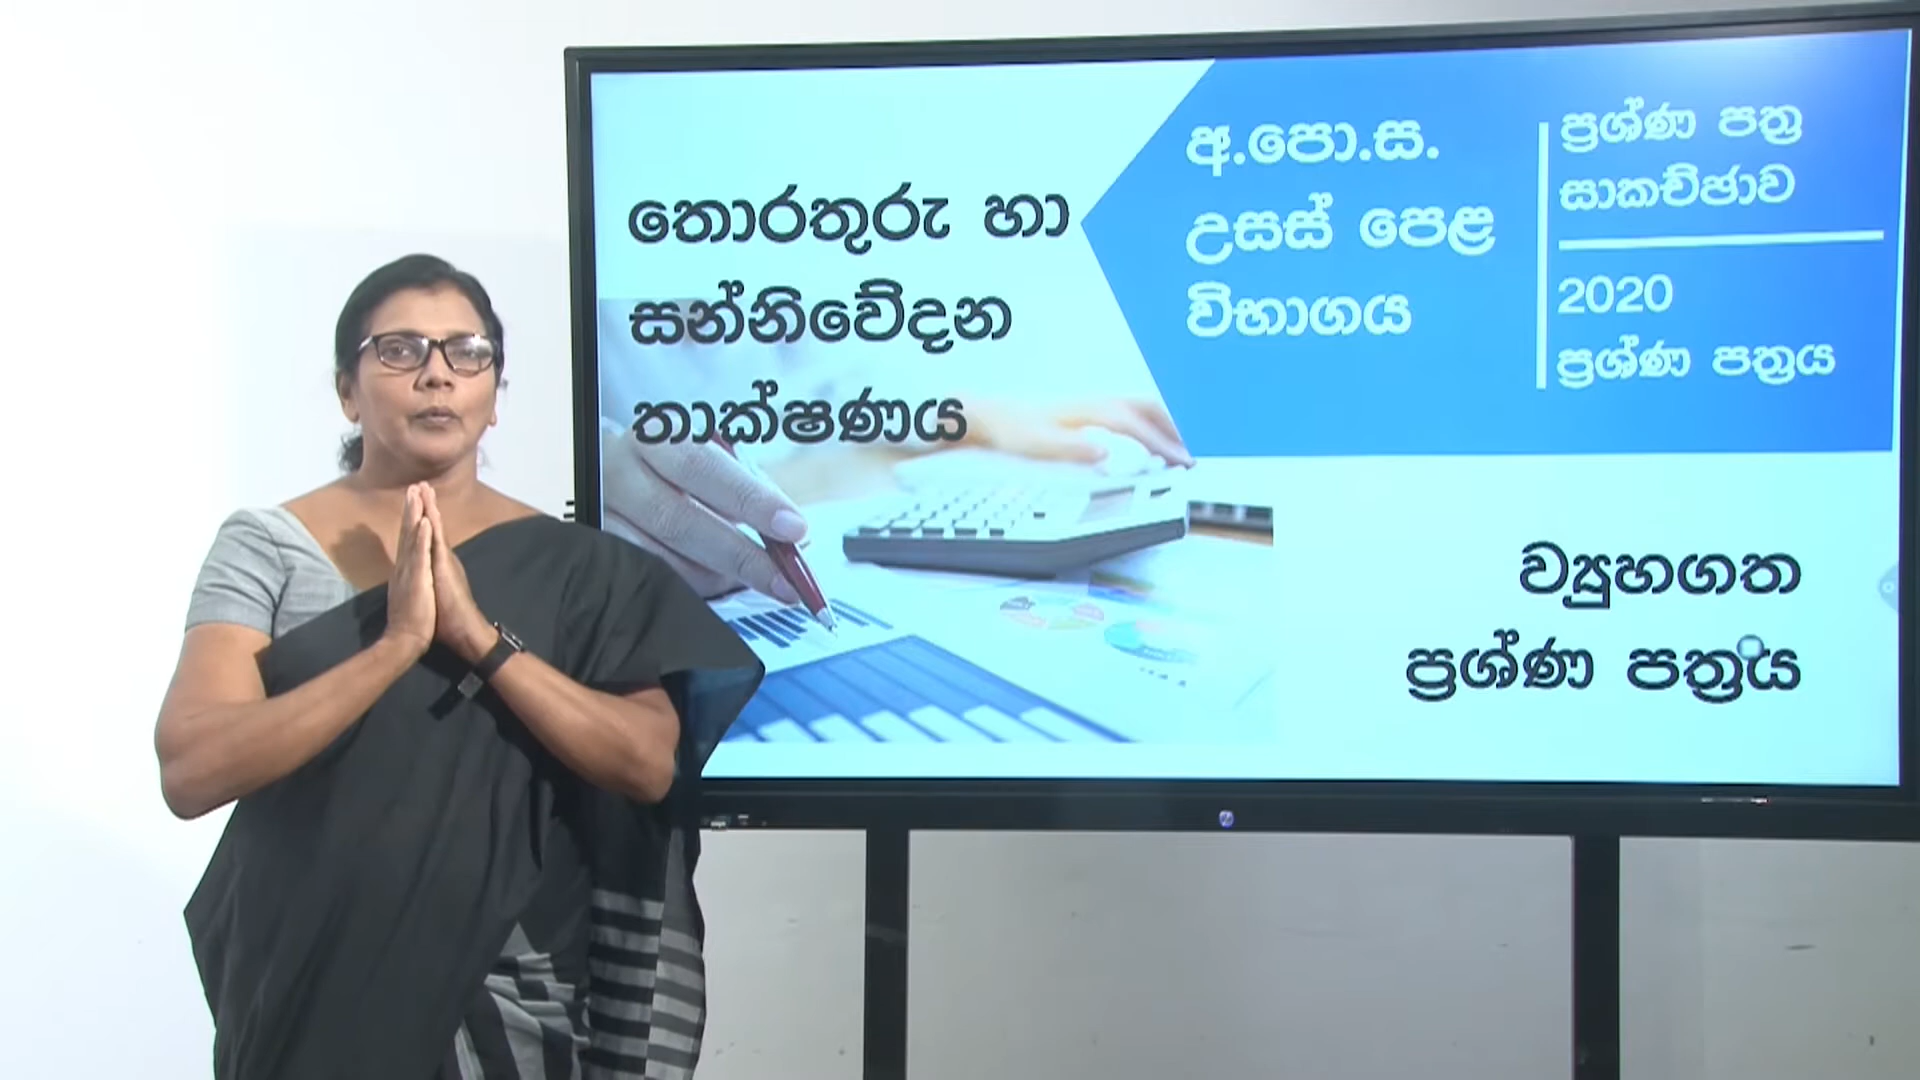 තොරතුරු හා
සන්නිවේදන
තාක්ෂණය
අ.පො.ස.
උසස් පෙළ
විභාගය
ප්‍රශ්ණ පත්‍ර
සාකච්ඡාව
2020
ප්‍රශ්ණ පත්‍රය
ව්‍යුහගත
ප්‍රශ්ණ පත්‍රය